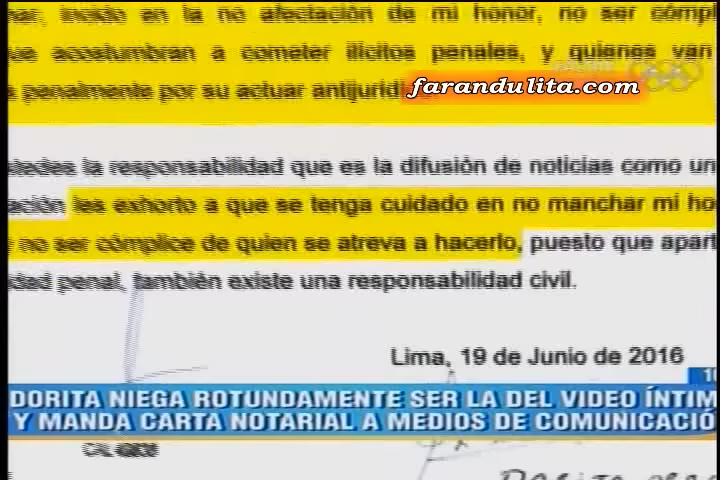 nar, incido en la no afectación de mi honor, no ser cómpl
que acostumbran a cometer ilícitos penales, y quienes van
a penalmente por su actuar antijurídi
farandulita.com
stedes la responsabilidad que es la difusión de noticias como un
ación les exhorto a que se tenga cuidado en no manchar mi ho
y no ser cómplice de quien se atreva a hacerlo, puesto que apart
dad penal, también existe una responsabilidad civil.
Lima, 19 de Junio de 2016
DORITA NIEGA ROTUNDAMENTE SER LA DEL VIDEO ÍNTIM
Y MANDA CARTA NOTARIAL A MEDIOS DE COMUNICACIÓ